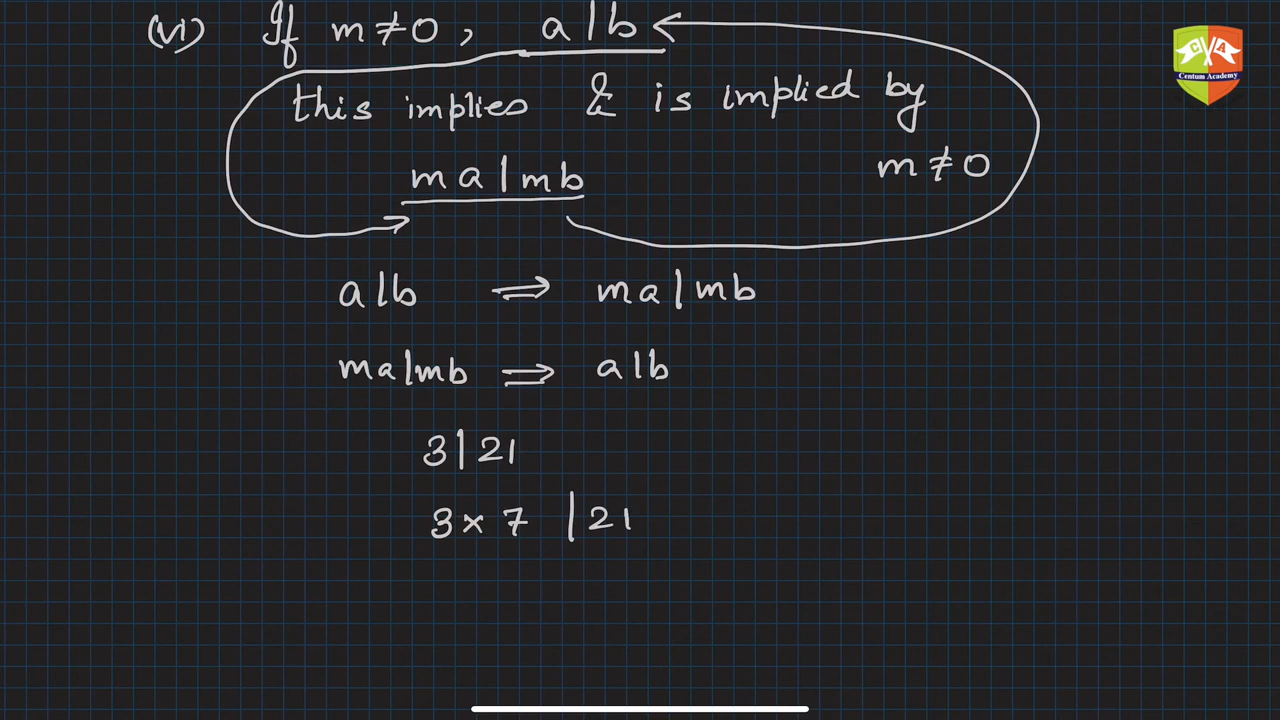 (vi) If m ≠ 0, a|b
this implies & is implied by
ma|mb m ≠ 0
a|b ⇒ ma|mb
ma|mb ⇒ a|b
3|21
3 × 7 |21
CVA
Centum Academy